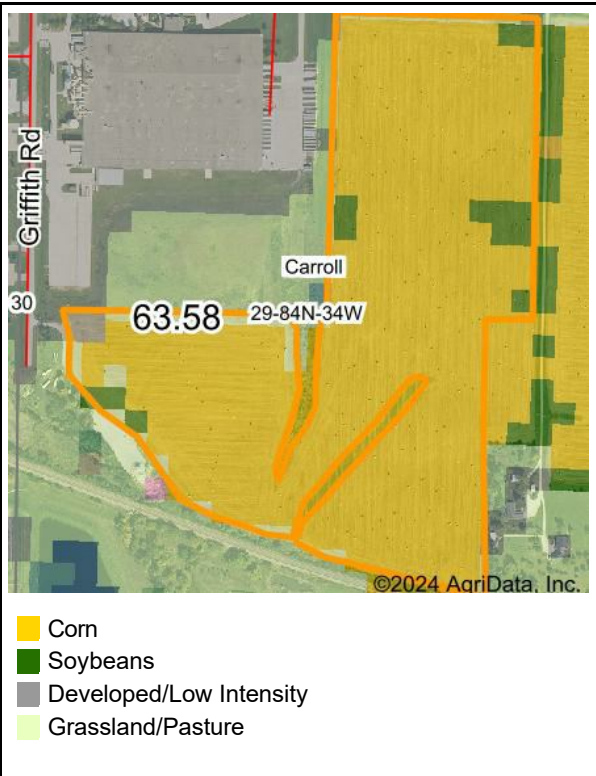 Griffith Rd
Carroll
30
63.58
29-84N-34W
©2024 AgriData, Inc.
Corn
Soybeans
Developed/Low Intensity
Grassland/Pasture